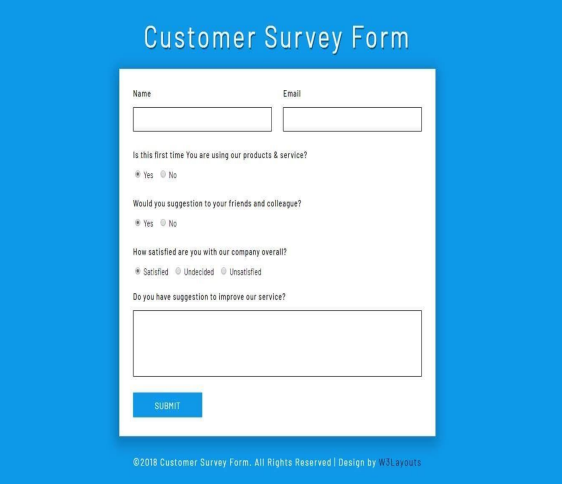 Customer Survey Form
Name Email
Is this first time You are using our products & service?
Yes No
Would you suggestion to your friends and colleague?
Yes No
How satisfied are you with our company overall?
Satisfied Undecided Unsatisfied
Do you have suggestion to improve our service?
SUBMIT
©2018 Customer Survey Form. All Rights Reserved | Design by W3Layouts